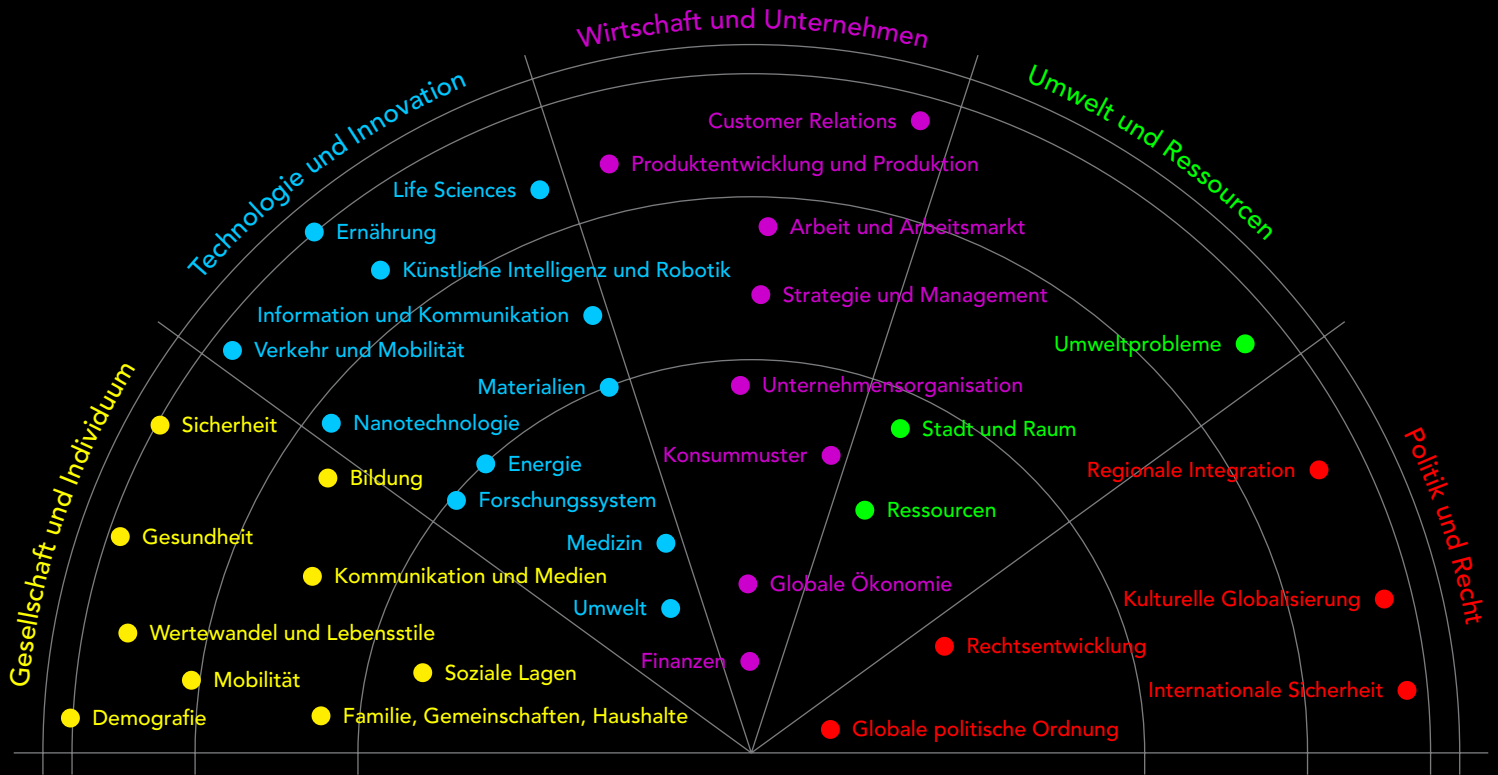 Wirtschaft und Unternehmen
Technologie und Innovation
Umwelt und Ressourcen
Gesellschaft und Individuum
Politik und Recht
Customer Relations
Produktentwicklung und Produktion
Life Sciences
Arbeit und Arbeitsmarkt
Ernährung
Künstliche Intelligenz und Robotik
Strategie und Management
Information und Kommunikation
Umweltprobleme
Verkehr und Mobilität
Unternehmensorganisation
Materialien
Nanotechnologie
Sicherheit
Stadt und Raum
Konsummuster
Energie
Regionale Integration
Bildung
Forschungssystem
Ressourcen
Gesundheit
Medizin
Kommunikation und Medien
Globale Ökonomie
Kulturelle Globalisierung
Umwelt
Wertewandel und Lebensstile
Rechtsentwicklung
Finanzen
Soziale Lagen
Mobilität
Internationale Sicherheit
Familie, Gemeinschaften, Haushalte
Demografie
Globale politische Ordnung